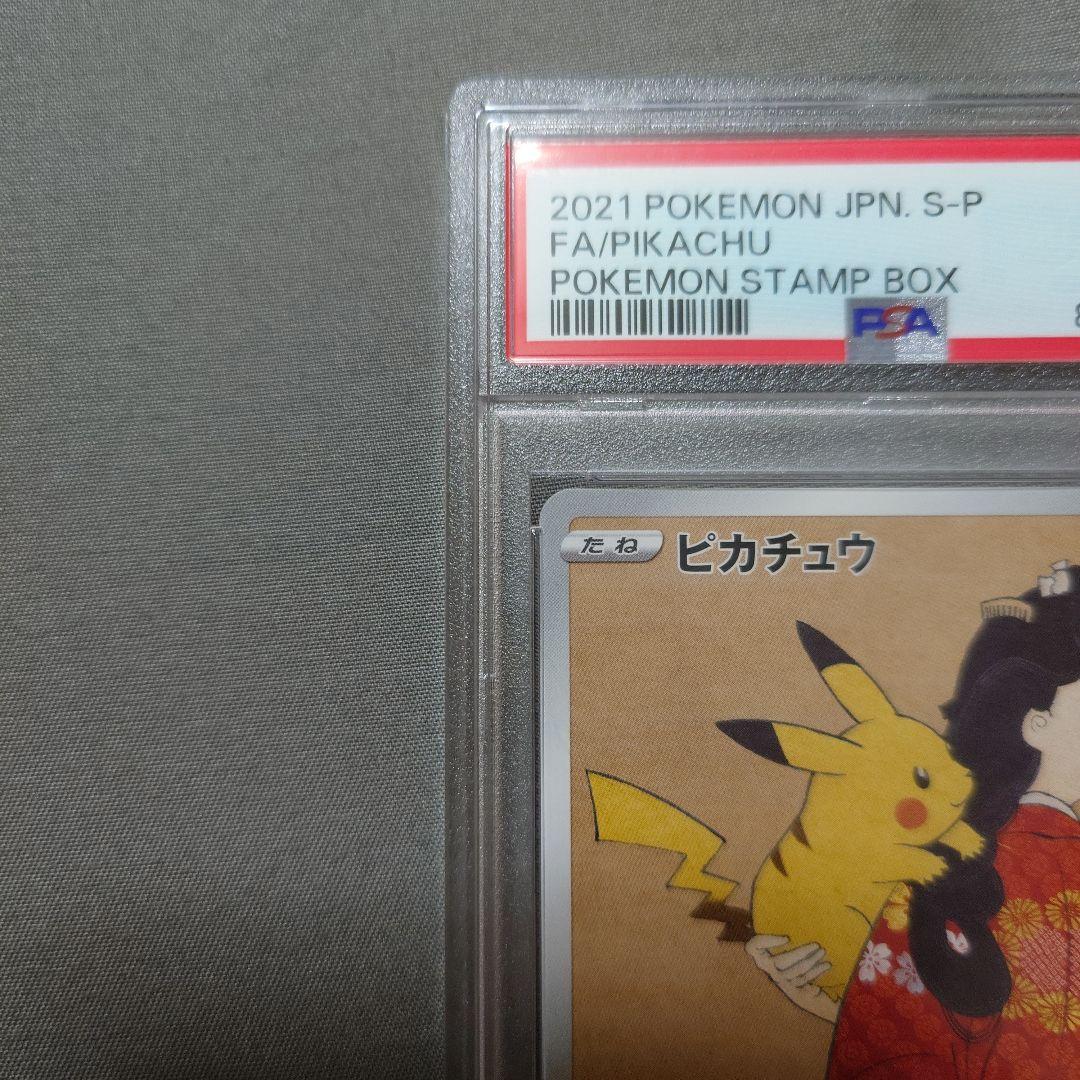 2021 POKEMON JPN. S-P
FA/PIKACHU
POKEMON STAMP BOX
PSA
たね ピカチュウ